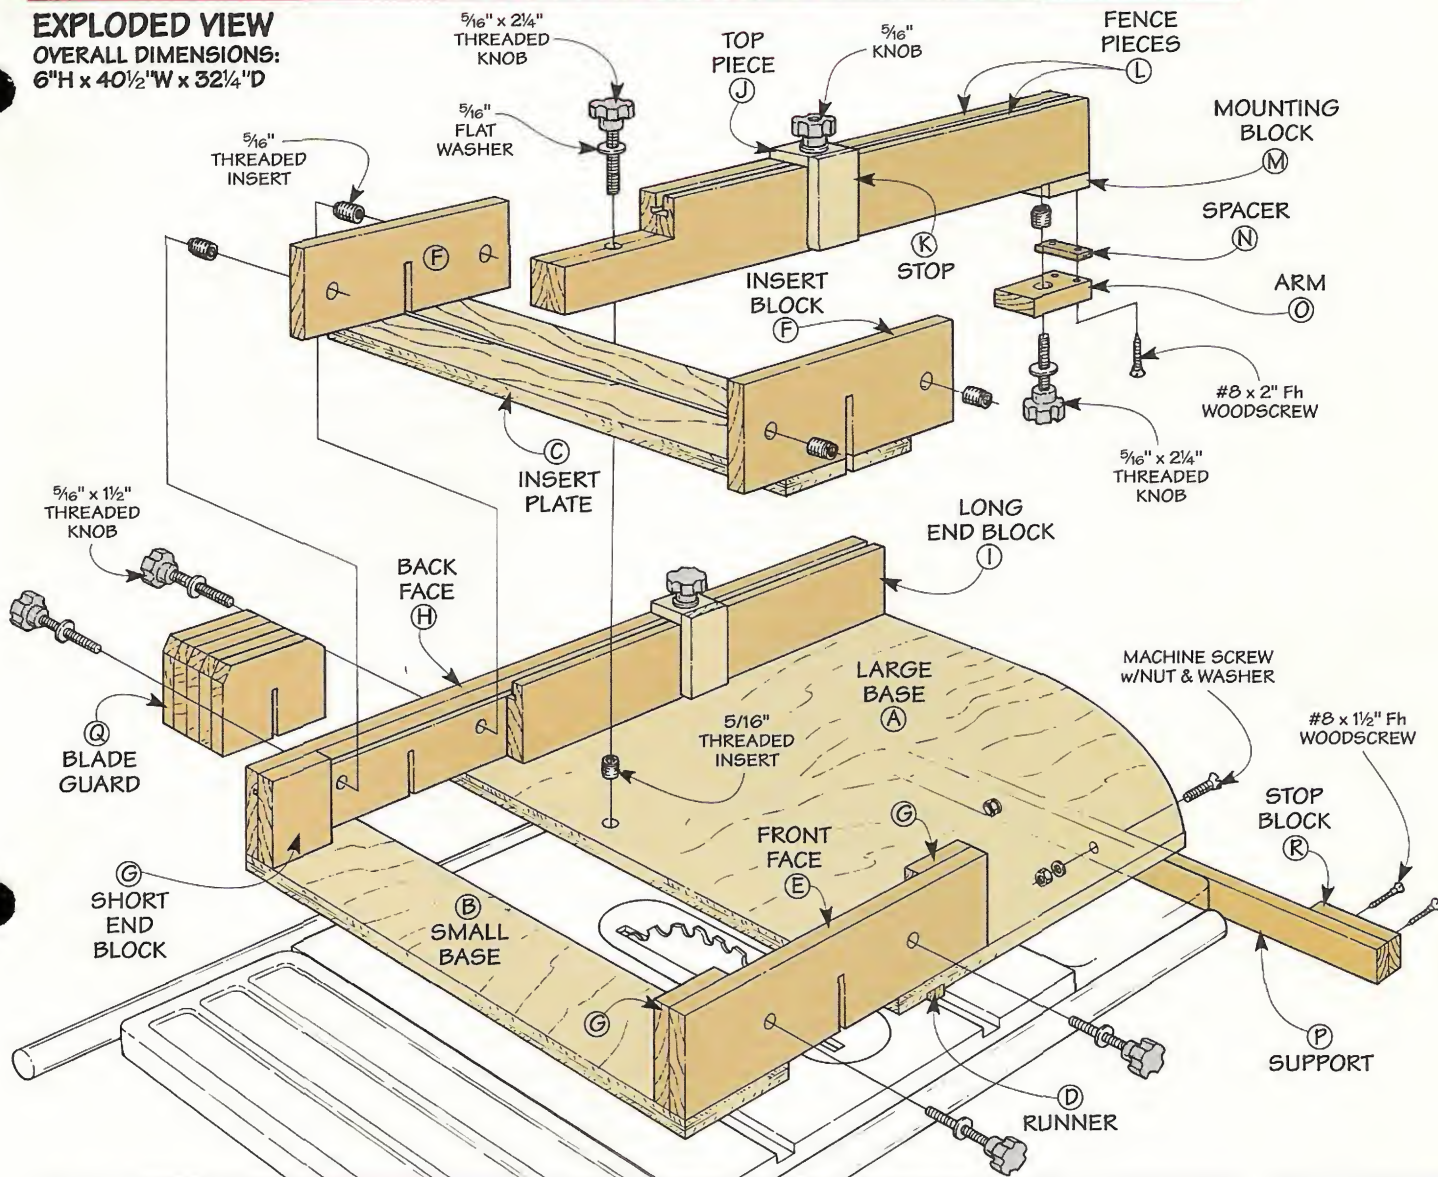 EXPLODED VIEW
OVERALL DIMENSIONS:
6"H x 40½"W x 32¼"D
5/16" x 2¼"
THREADED
KNOB
TOP
PIECE
J
5/16"
KNOB
FENCE
PIECES
L
5/16"
FLAT
WASHER
5/16"
THREADED
INSERT
MOUNTING
BLOCK
M
SPACER
N
F
K
STOP
INSERT
BLOCK
F
ARM
O
#8 x 2" Fh
WOODSCREW
5/16" x 2¼"
THREADED
KNOB
C
INSERT
PLATE
5/16" x 1½"
THREADED
KNOB
LONG
END BLOCK
I
BACK
FACE
H
LARGE
BASE
A
MACHINE SCREW
w/NUT & WASHER
#8 x 1½" Fh
WOODSCREW
Q
BLADE
GUARD
5/16"
THREADED
INSERT
STOP
BLOCK
R
FRONT
FACE
E
G
G
SHORT
END
BLOCK
B
SMALL
BASE
G
P
SUPPORT
D
RUNNER